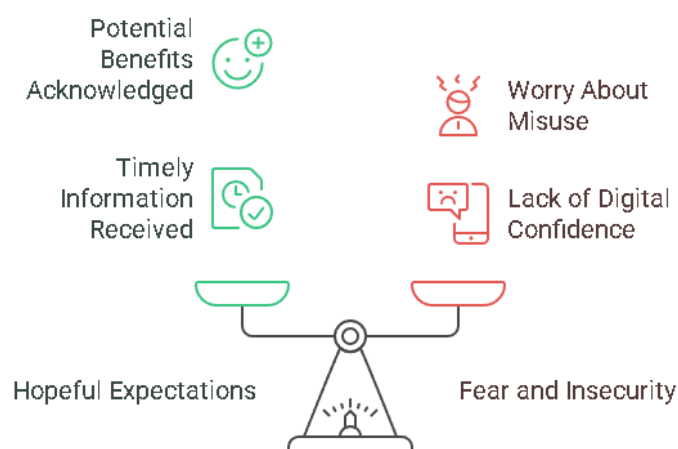 Potential
Benefits
Acknowledged
Timely
Information
Received
Worry About
Misuse
Lack of Digital
Confidence
Hopeful Expectations
Fear and Insecurity